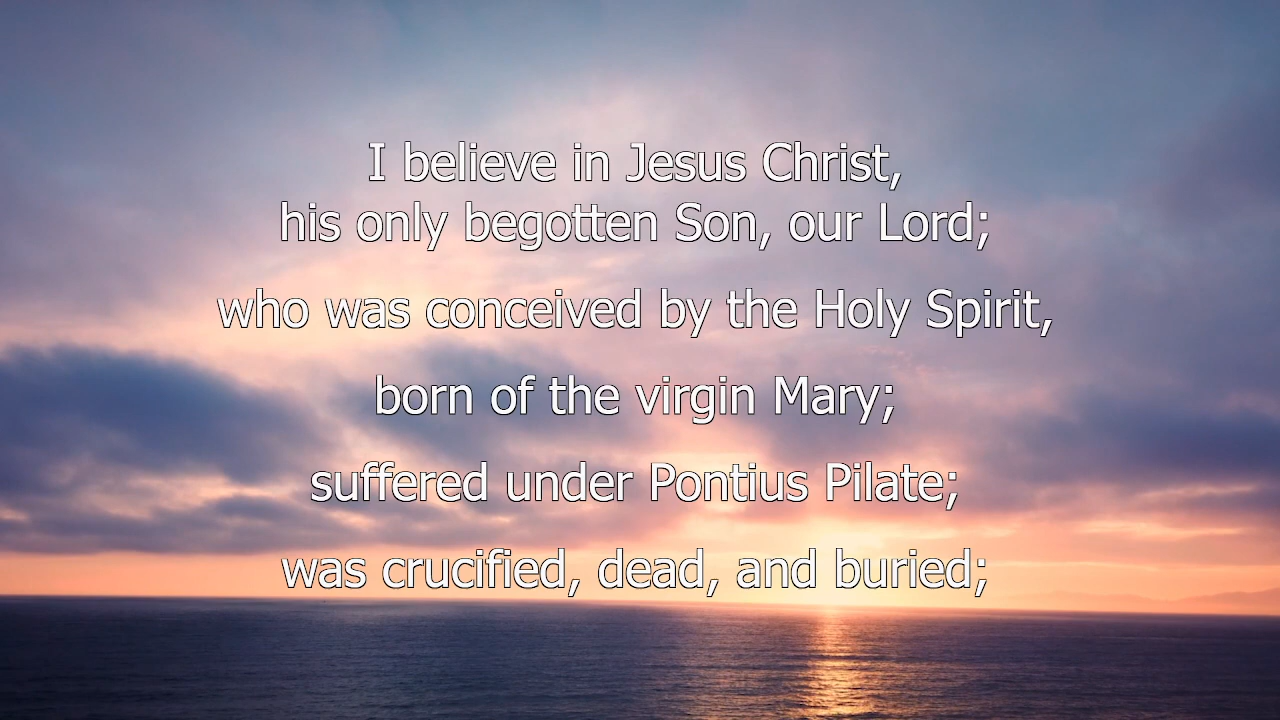 I believe in Jesus Christ,
his only begotten Son, our Lord;
who was conceived by the Holy Spirit,
born of the virgin Mary;
suffered under Pontius Pilate;
was crucified, dead, and buried;